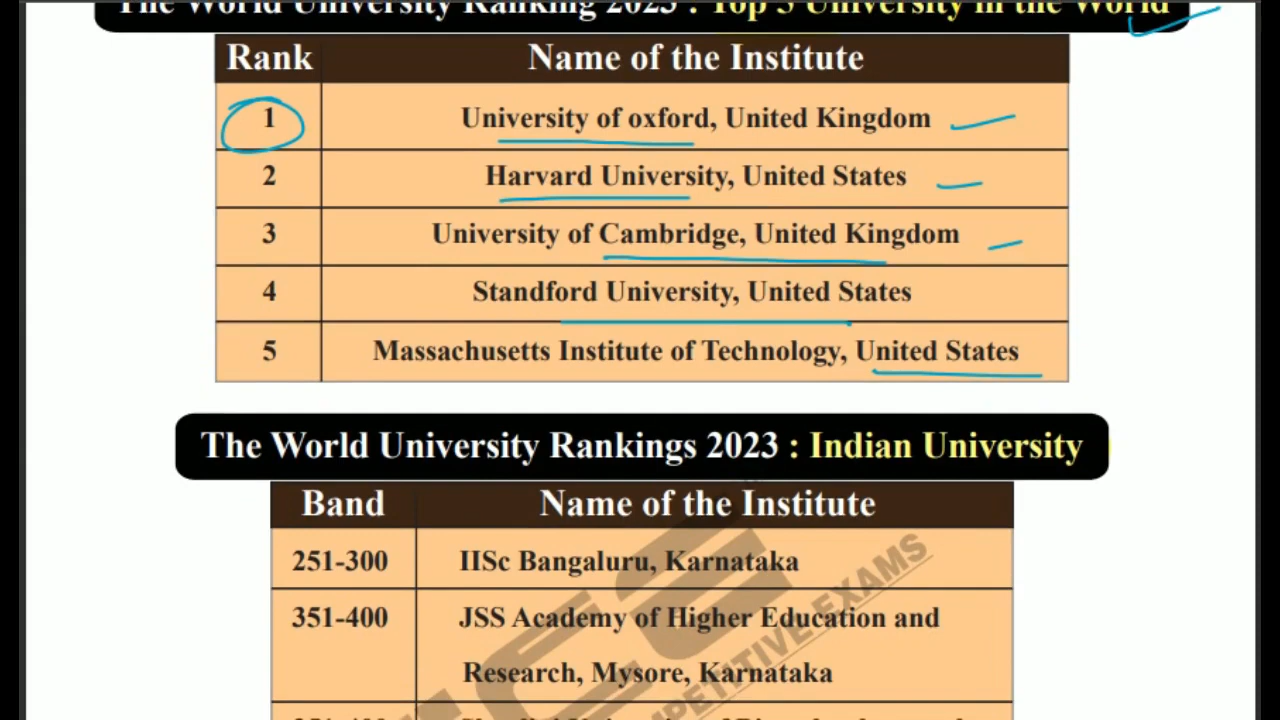 The World University Ranking 2023 : Top 5 University in the World
Rank Name of the Institute
1 University of oxford, United Kingdom
2 Harvard University, United States
3 University of Cambridge, United Kingdom
4 Standford University, United States
5 Massachusetts Institute of Technology, United States
The World University Rankings 2023 : Indian University
Band Name of the Institute
251-300 IISc Bangaluru, Karnataka
351-400 JSS Academy of Higher Education and
Research, Mysore, Karnataka
EXAMS